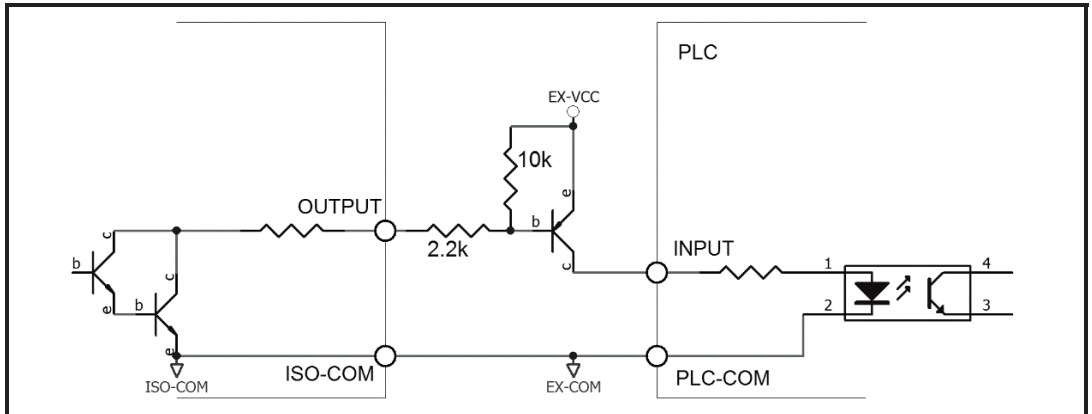 PLC
EX-VCC
10k
e
b
c
OUTPUT
2.2k
INPUT
c
b
e
c
b
e
1
4
2
3
ISO-COM
ISO-COM
EX-COM
PLC-COM